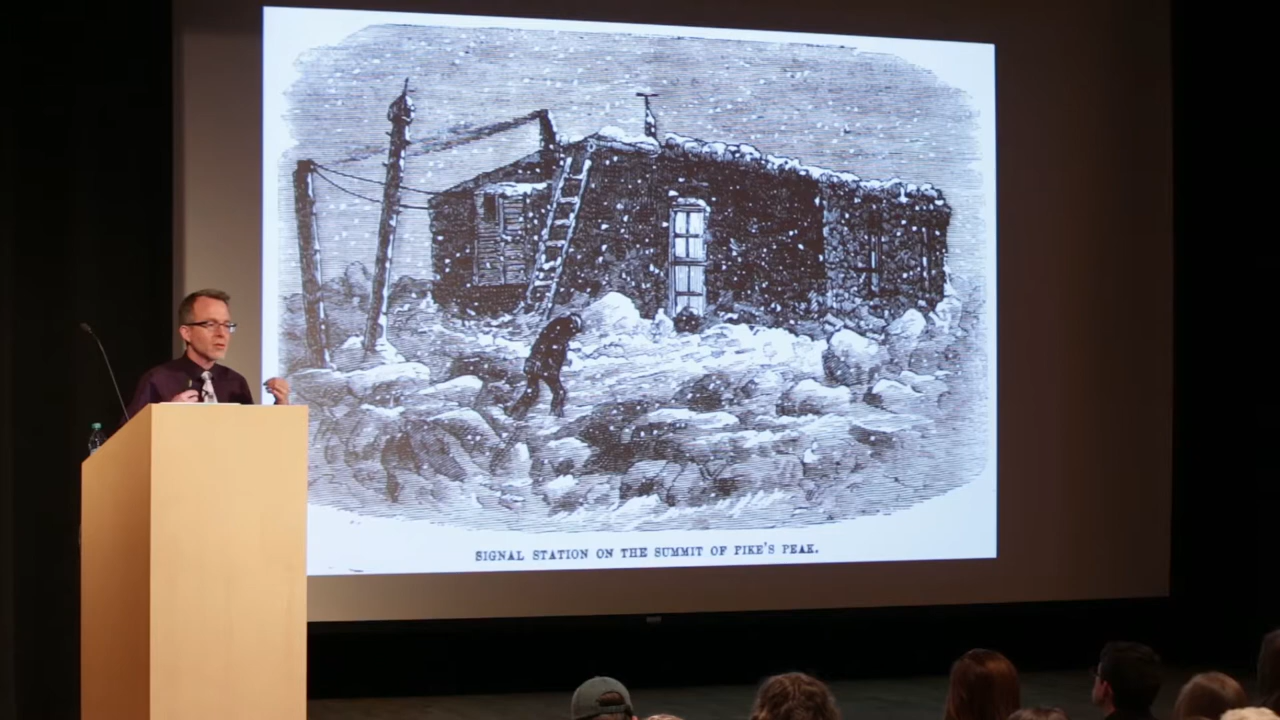 SIGNAL STATION ON THE SUMMIT OF PIKE'S PEAK.